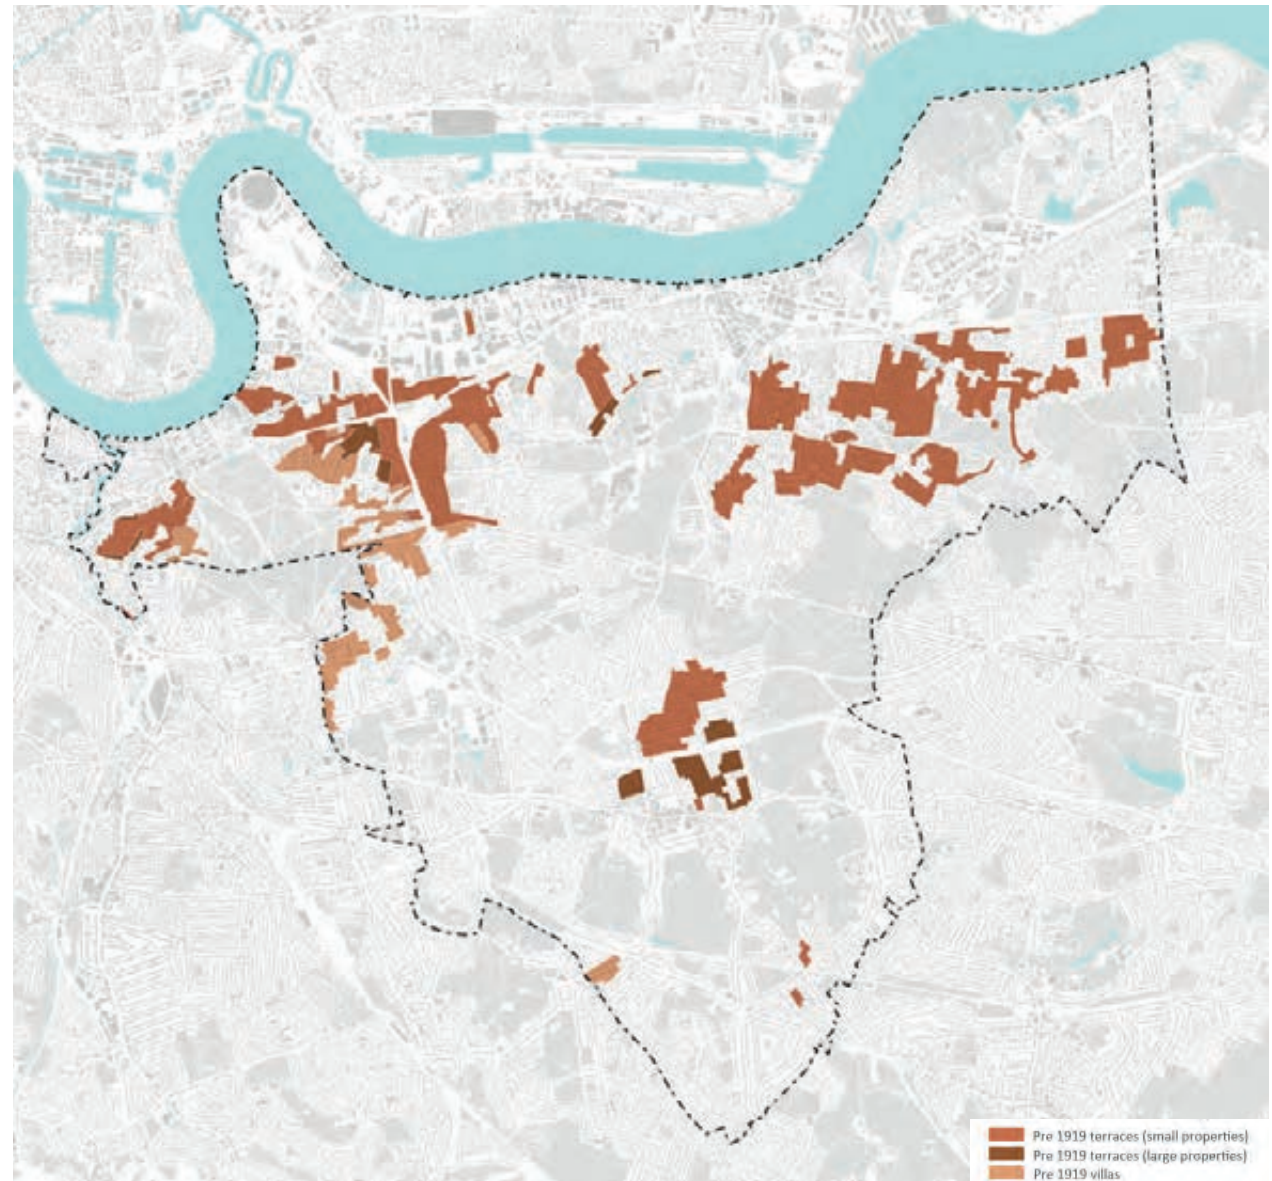 Pre 1919 terraces (small properties)
Pre 1919 terraces (large properties)
Pre 1919 villas